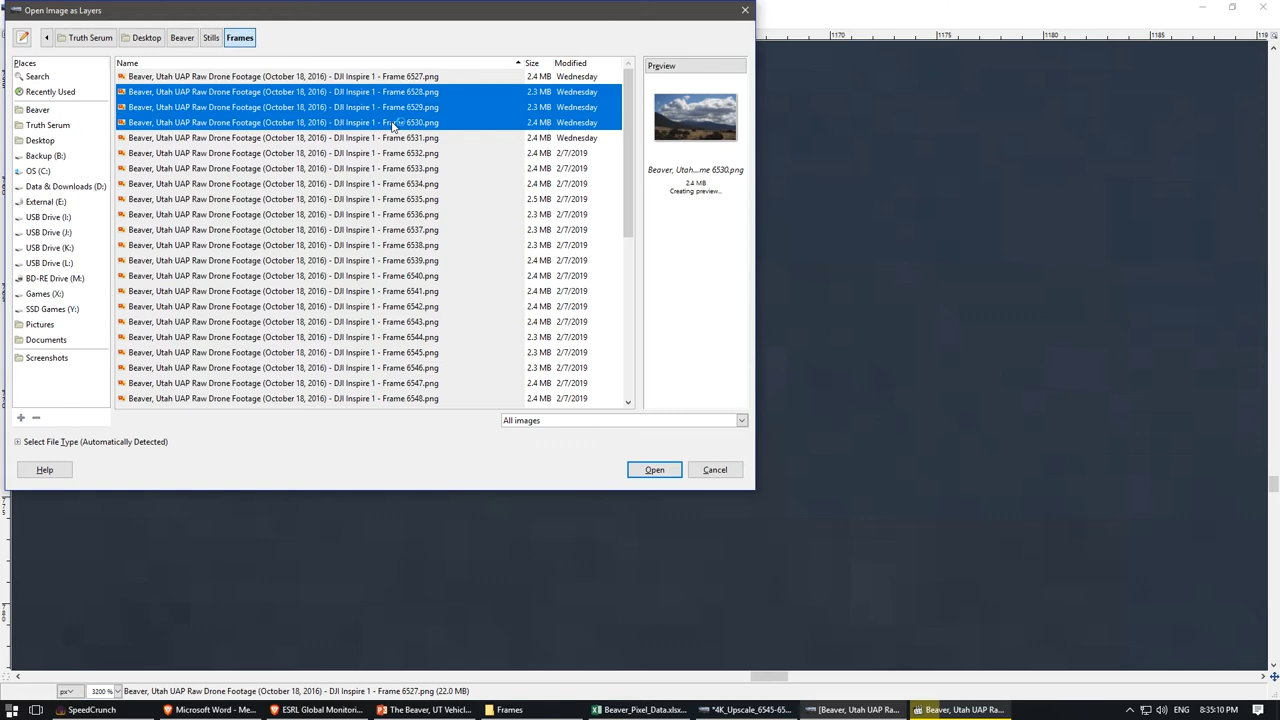 Open Image as Layers
Truth Serum Desktop Beaver Stills Frames
1170 1175 1180 1185 119
Places
Search
Recently Used
Beaver
Truth Serum
Desktop
Backup (B:)
OS (C:)
Data & Downloads (D:)
External (E:)
USB Drive (I:)
USB Drive (J:)
USB Drive (K:)
USB Drive (L:)
BD-RE Drive (M:)
Games (X:)
SSD Games (Y:)
Pictures
Documents
Screenshots
Name Size Modified
Beaver, Utah UAP Raw Drone Footage (October 18, 2016) - DJI Inspire 1 - Frame 6527.png 2.4 MB Wednesday
Beaver, Utah UAP Raw Drone Footage (October 18, 2016) - DJI Inspire 1 - Frame 6528.png 2.3 MB Wednesday
Beaver, Utah UAP Raw Drone Footage (October 18, 2016) - DJI Inspire 1 - Frame 6529.png 2.3 MB Wednesday
Beaver, Utah UAP Raw Drone Footage (October 18, 2016) - DJI Inspire 1 - Frame 6530.png 2.3 MB Wednesday
Beaver, Utah UAP Raw Drone Footage (October 18, 2016) - DJI Inspire 1 - Frame 6531.png 2.4 MB Wednesday
Beaver, Utah UAP Raw Drone Footage (October 18, 2016) - DJI Inspire 1 - Frame 6532.png 2.4 MB 2/7/2019
Beaver, Utah UAP Raw Drone Footage (October 18, 2016) - DJI Inspire 1 - Frame 6533.png 2.4 MB 2/7/2019
Beaver, Utah UAP Raw Drone Footage (October 18, 2016) - DJI Inspire 1 - Frame 6534.png 2.4 MB 2/7/2019
Beaver, Utah UAP Raw Drone Footage (October 18, 2016) - DJI Inspire 1 - Frame 6535.png 2.5 MB 2/7/2019
Beaver, Utah UAP Raw Drone Footage (October 18, 2016) - DJI Inspire 1 - Frame 6536.png 2.3 MB 2/7/2019
Beaver, Utah UAP Raw Drone Footage (October 18, 2016) - DJI Inspire 1 - Frame 6537.png 2.3 MB 2/7/2019
Beaver, Utah UAP Raw Drone Footage (October 18, 2016) - DJI Inspire 1 - Frame 6538.png 2.3 MB 2/7/2019
Beaver, Utah UAP Raw Drone Footage (October 18, 2016) - DJI Inspire 1 - Frame 6539.png 2.4 MB 2/7/2019
Beaver, Utah UAP Raw Drone Footage (October 18, 2016) - DJI Inspire 1 - Frame 6540.png 2.4 MB 2/7/2019
Beaver, Utah UAP Raw Drone Footage (October 18, 2016) - DJI Inspire 1 - Frame 6541.png 2.4 MB 2/7/2019
Beaver, Utah UAP Raw Drone Footage (October 18, 2016) - DJI Inspire 1 - Frame 6542.png 2.4 MB 2/7/2019
Beaver, Utah UAP Raw Drone Footage (October 18, 2016) - DJI Inspire 1 - Frame 6543.png 2.4 MB 2/7/2019
Beaver, Utah UAP Raw Drone Footage (October 18, 2016) - DJI Inspire 1 - Frame 6544.png 2.3 MB 2/7/2019
Beaver, Utah UAP Raw Drone Footage (October 18, 2016) - DJI Inspire 1 - Frame 6545.png 2.4 MB 2/7/2019
Beaver, Utah UAP Raw Drone Footage (October 18, 2016) - DJI Inspire 1 - Frame 6546.png 2.3 MB 2/7/2019
Beaver, Utah UAP Raw Drone Footage (October 18, 2016) - DJI Inspire 1 - Frame 6547.png 2.4 MB 2/7/2019
Beaver, Utah UAP Raw Drone Footage (October 18, 2016) - DJI Inspire 1 - Frame 6548.png 2.4 MB 2/7/2019
Preview
Beaver, Utah...me 6530.png
2.4 MB
Creating preview...
All images
Select File Type (Automatically Detected)
Help Open Cancel
775
780
px 3200 % Beaver, Utah UAP Raw Drone Footage (October 18, 2016) - DJI Inspire 1 - Frame 6527.png (22.0 MB)
SpeedCrunch Microsoft Word - Me... ESRL Global Monitori... The Beaver, UT Vehicl... Frames Beaver_Pixel_Data.xlsx... *4K_Upscale_6545-65... [Beaver, Utah UAP Ra... Beaver, Utah UAP Ra... ENG 8:35:10 PM